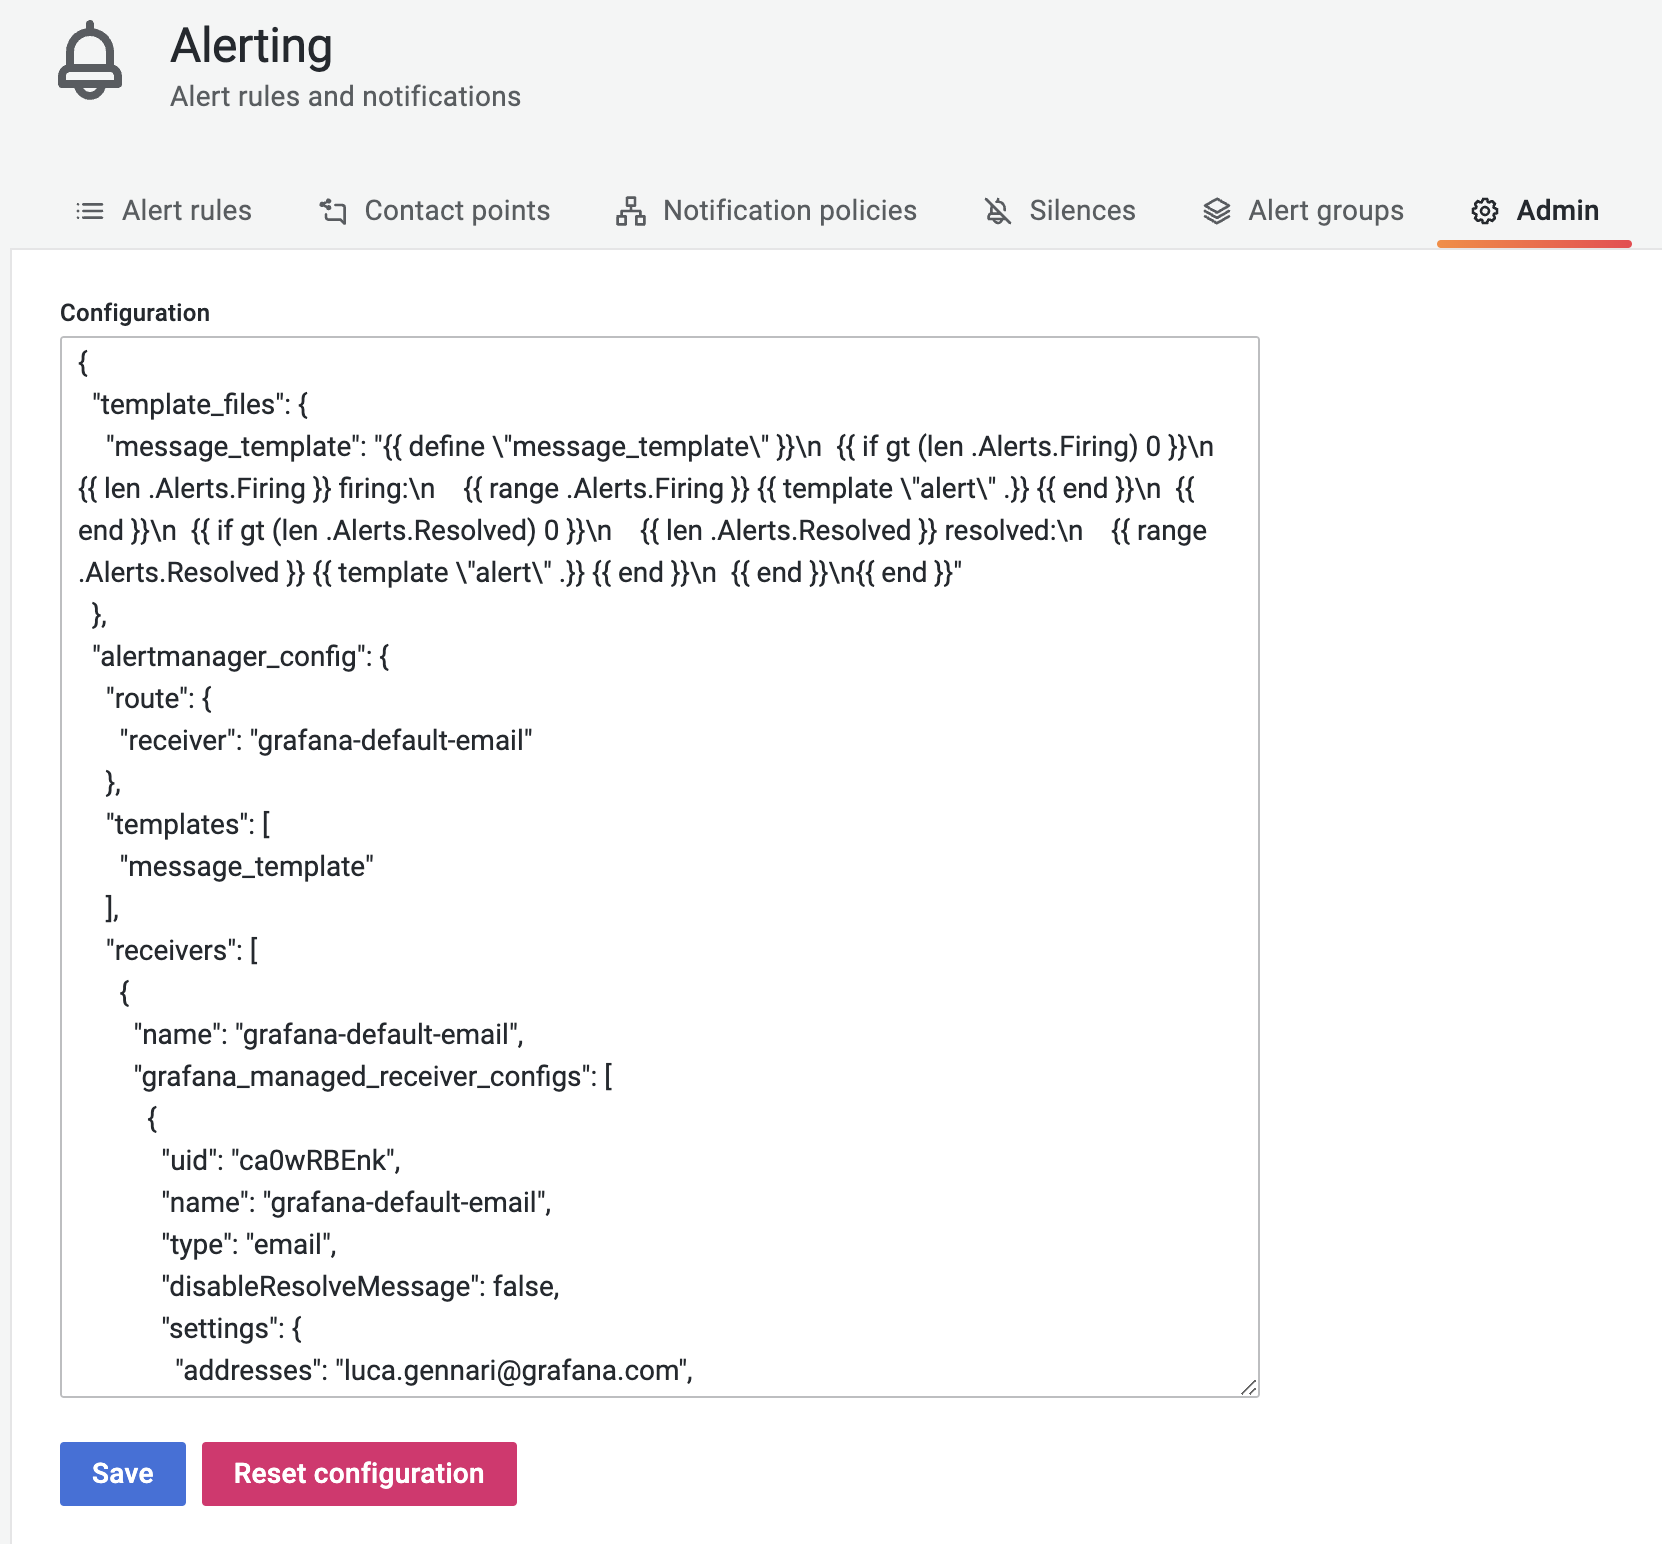 Alerting
Alert rules and notifications
Alert rules
Contact points
Notification policies
Silences
Alert groups
Admin
Configuration
{
  "template_files": {
    "message_template": "{{ define \"message_template\" }}\n  {{ if gt (len .Alerts.Firing) 0 }}\n
{{ len .Alerts.Firing }} firing:\n    {{ range .Alerts.Firing }} {{ template \"alert\" .}} {{ end }}\n  {{
end }}\n  {{ if gt (len .Alerts.Resolved) 0 }}\n    {{ len .Alerts.Resolved }} resolved:\n    {{ range
.Alerts.Resolved }} {{ template \"alert\" .}} {{ end }}\n  {{ end }}\n{{ end }}"
  },
  "alertmanager_config": {
    "route": {
      "receiver": "grafana-default-email"
    },
    "templates": [
      "message_template"
    ],
    "receivers": [
      {
        "name": "grafana-default-email",
        "grafana_managed_receiver_configs": [
          {
            "uid": "ca0wRBEnk",
            "name": "grafana-default-email",
            "type": "email",
            "disableResolveMessage": false,
            "settings": {
              "addresses": "luca.gennari@grafana.com",
Save
Reset configuration